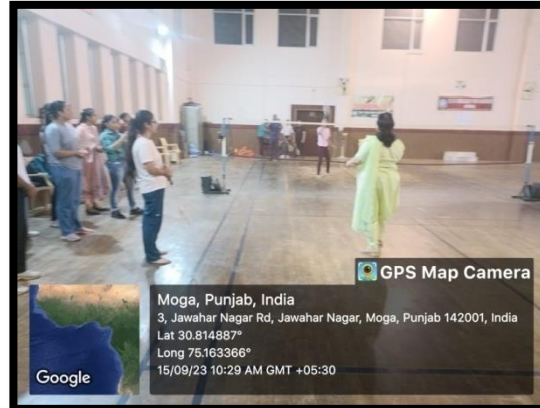 GPS Map Camera
Moga, Punjab, India
3, Jawahar Nagar Rd, Jawahar Nagar, Moga, Punjab 142001, India
Lat 30.814887°
Long 75.163366°
15/09/23 10:29 AM GMT +05:30
Google